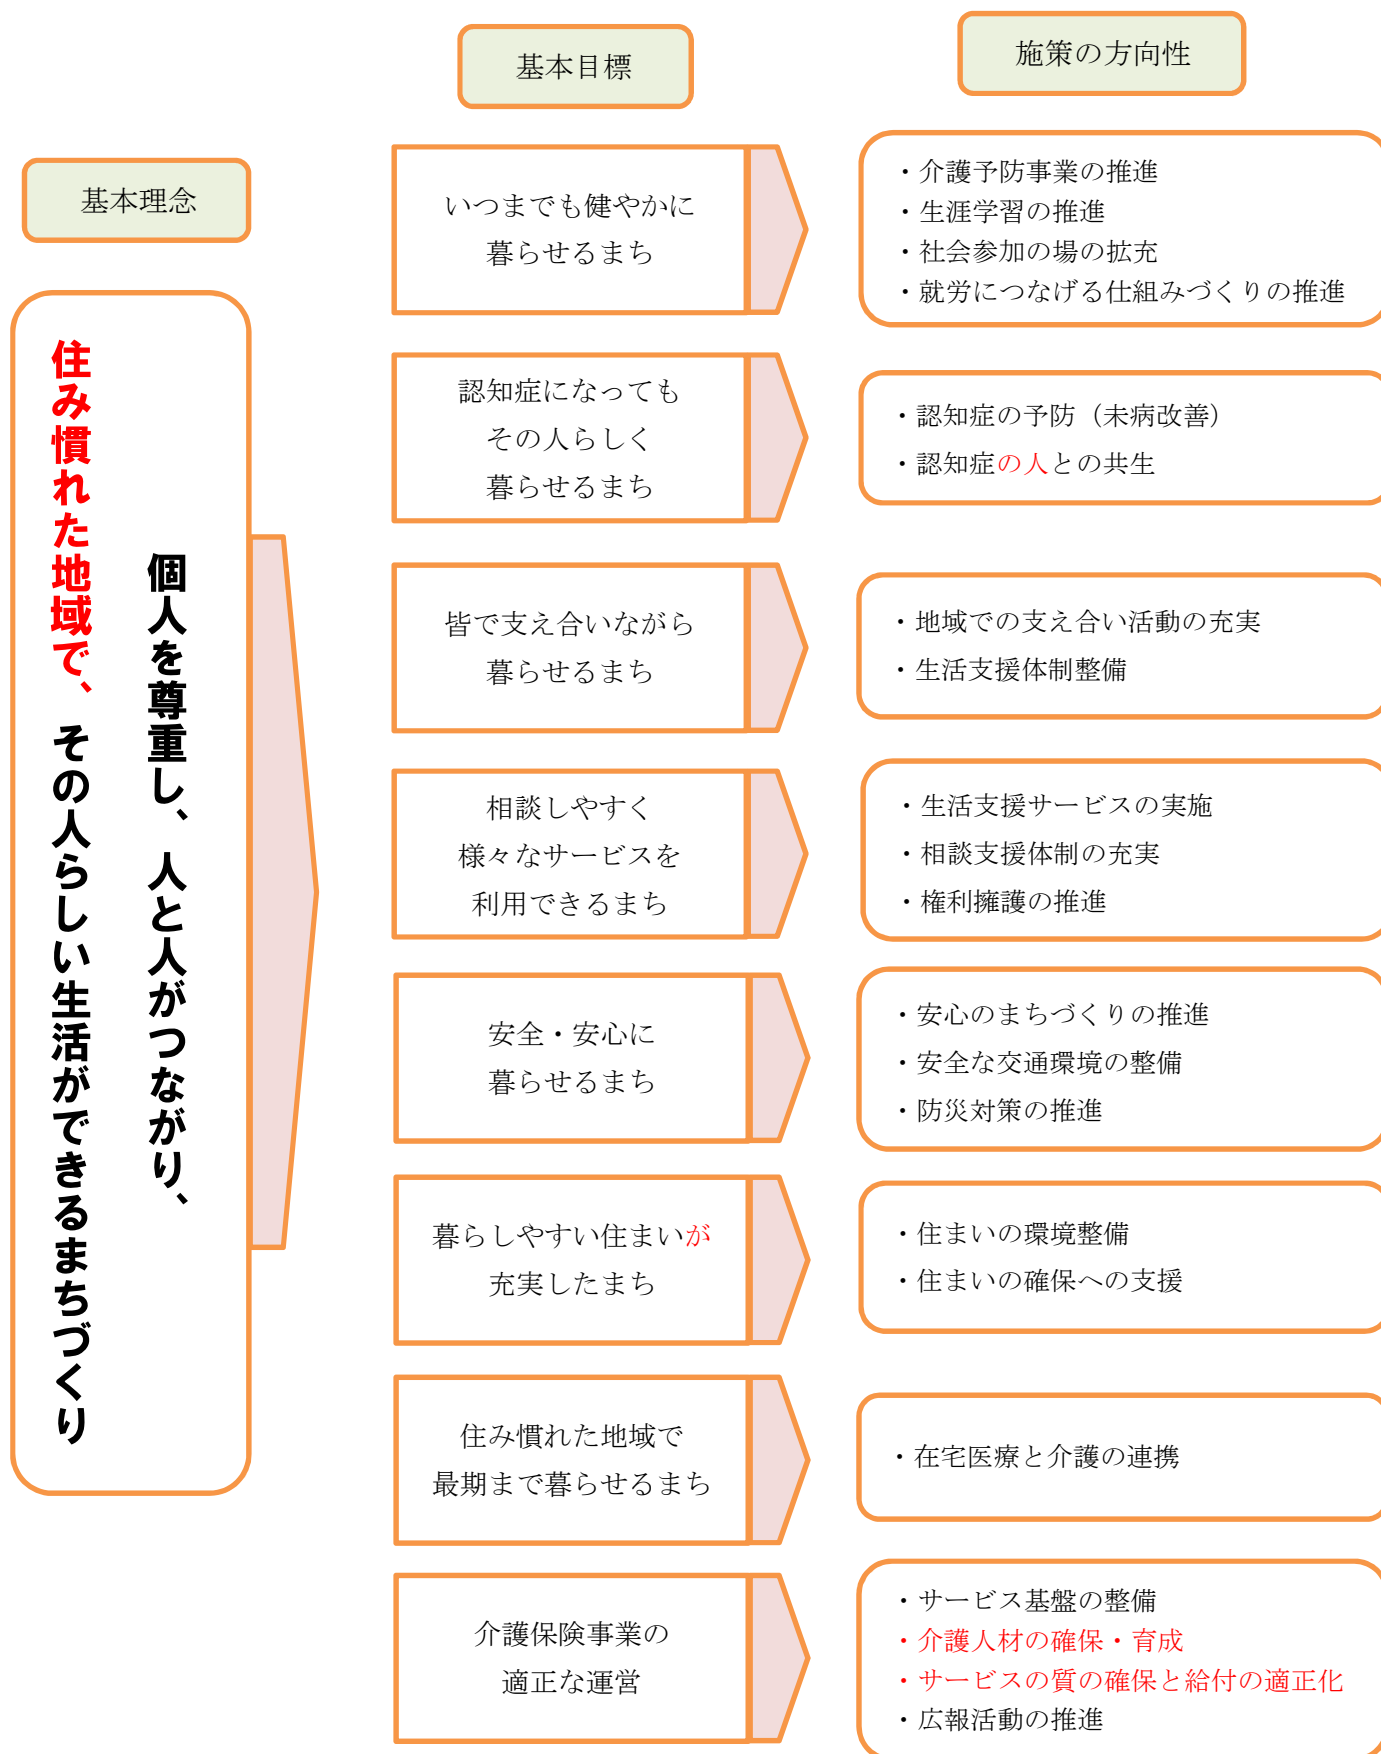 基本理念
個人を尊重し、人と人がつながり、
住み慣れた地域で、その人らしい生活ができるまちづくり
基本目標
施策の方向性
いつまでも健やかに
暮らせるまち
・介護予防事業の推進
・生涯学習の推進
・社会参加の場の拡充
・就労につなげる仕組みづくりの推進
認知症になっても
その人らしく
暮らせるまち
・認知症の予防（未病改善）
・認知症の人との共生
皆で支え合いながら
暮らせるまち
・地域での支え合い活動の充実
・生活支援体制整備
相談しやすく
様々なサービスを
利用できるまち
・生活支援サービスの実施
・相談支援体制の充実
・権利擁護の推進
安全・安心に
暮らせるまち
・安心のまちづくりの推進
・安全な交通環境の整備
・防災対策の推進
暮らしやすい住まいが
充実したまち
・住まいの環境整備
・住まいの確保への支援
住み慣れた地域で
最期まで暮らせるまち
・在宅医療と介護の連携
介護保険事業の
適正な運営
・サービス基盤の整備
・介護人材の確保・育成
・サービスの質の確保と給付の適正化
・広報活動の推進